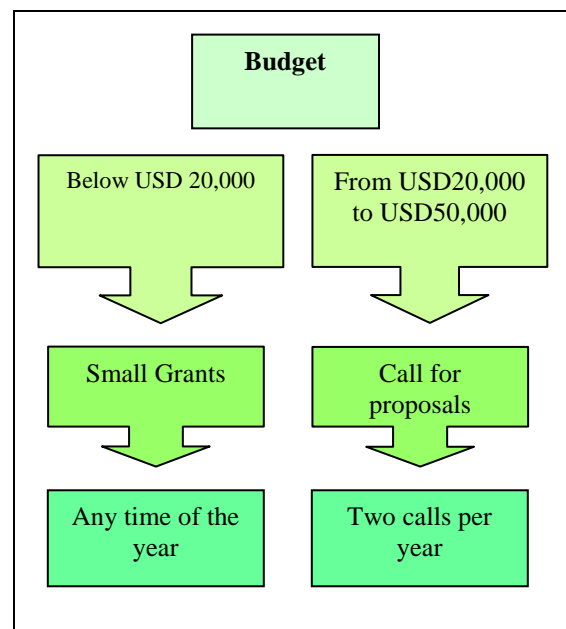 Budget
Below USD 20,000
From USD20,000
to USD50,000
Small Grants
Call for
proposals
Any time of the
year
Two calls per
year